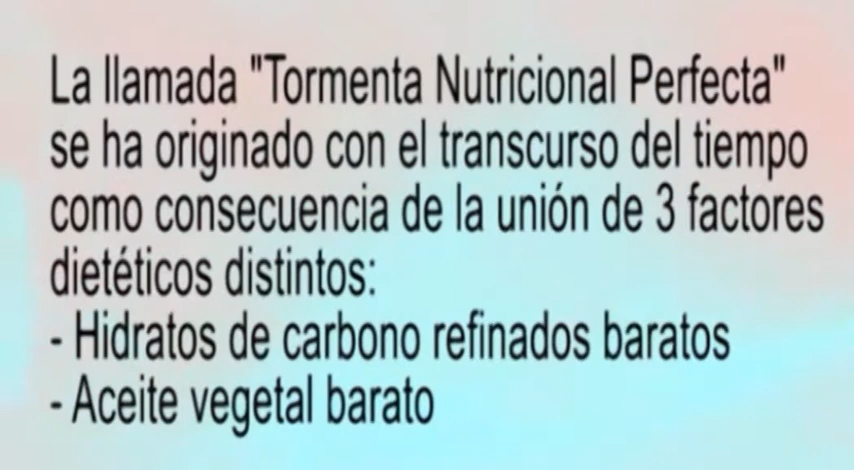 La llamada "Tormenta Nutricional Perfecta"
se ha originado con el transcurso del tiempo
como consecuencia de la unión de 3 factores
dietéticos distintos:
- Hidratos de carbono refinados baratos
- Aceite vegetal barato